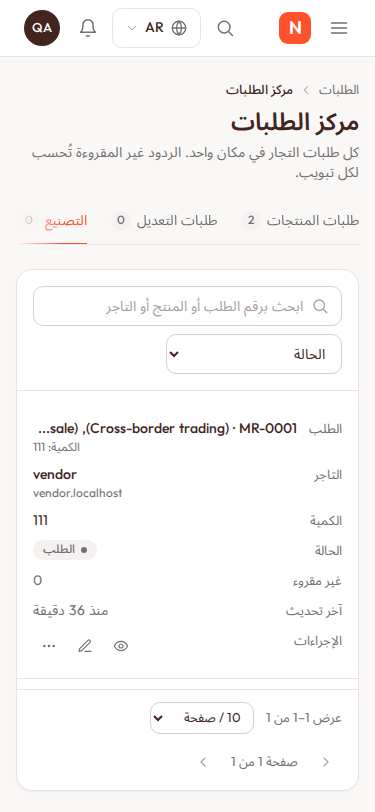 N
AR
QA
الطلبات
مركز الطلبات
مركز الطلبات
كل طلبات التجار في مكان واحد. الردود غير المقروءة تُحسب
لكل تبويب.
طلبات المنتجات 2
طلبات التعديل 0
التصنيع 0
ابحث برقم الطلب أو المنتج أو التاجر
الحالة
الطلب
...sale) ,(Cross-border trading) · MR-0001
الكمية: 111
التاجر
vendor
vendor.localhost
الكمية
111
الحالة
الطلب
غير مقروء
0
آخر تحديث
منذ 36 دقيقة
الإجراءات
عرض 1–1 من 1
10 / صفحة
صفحة 1 من 1